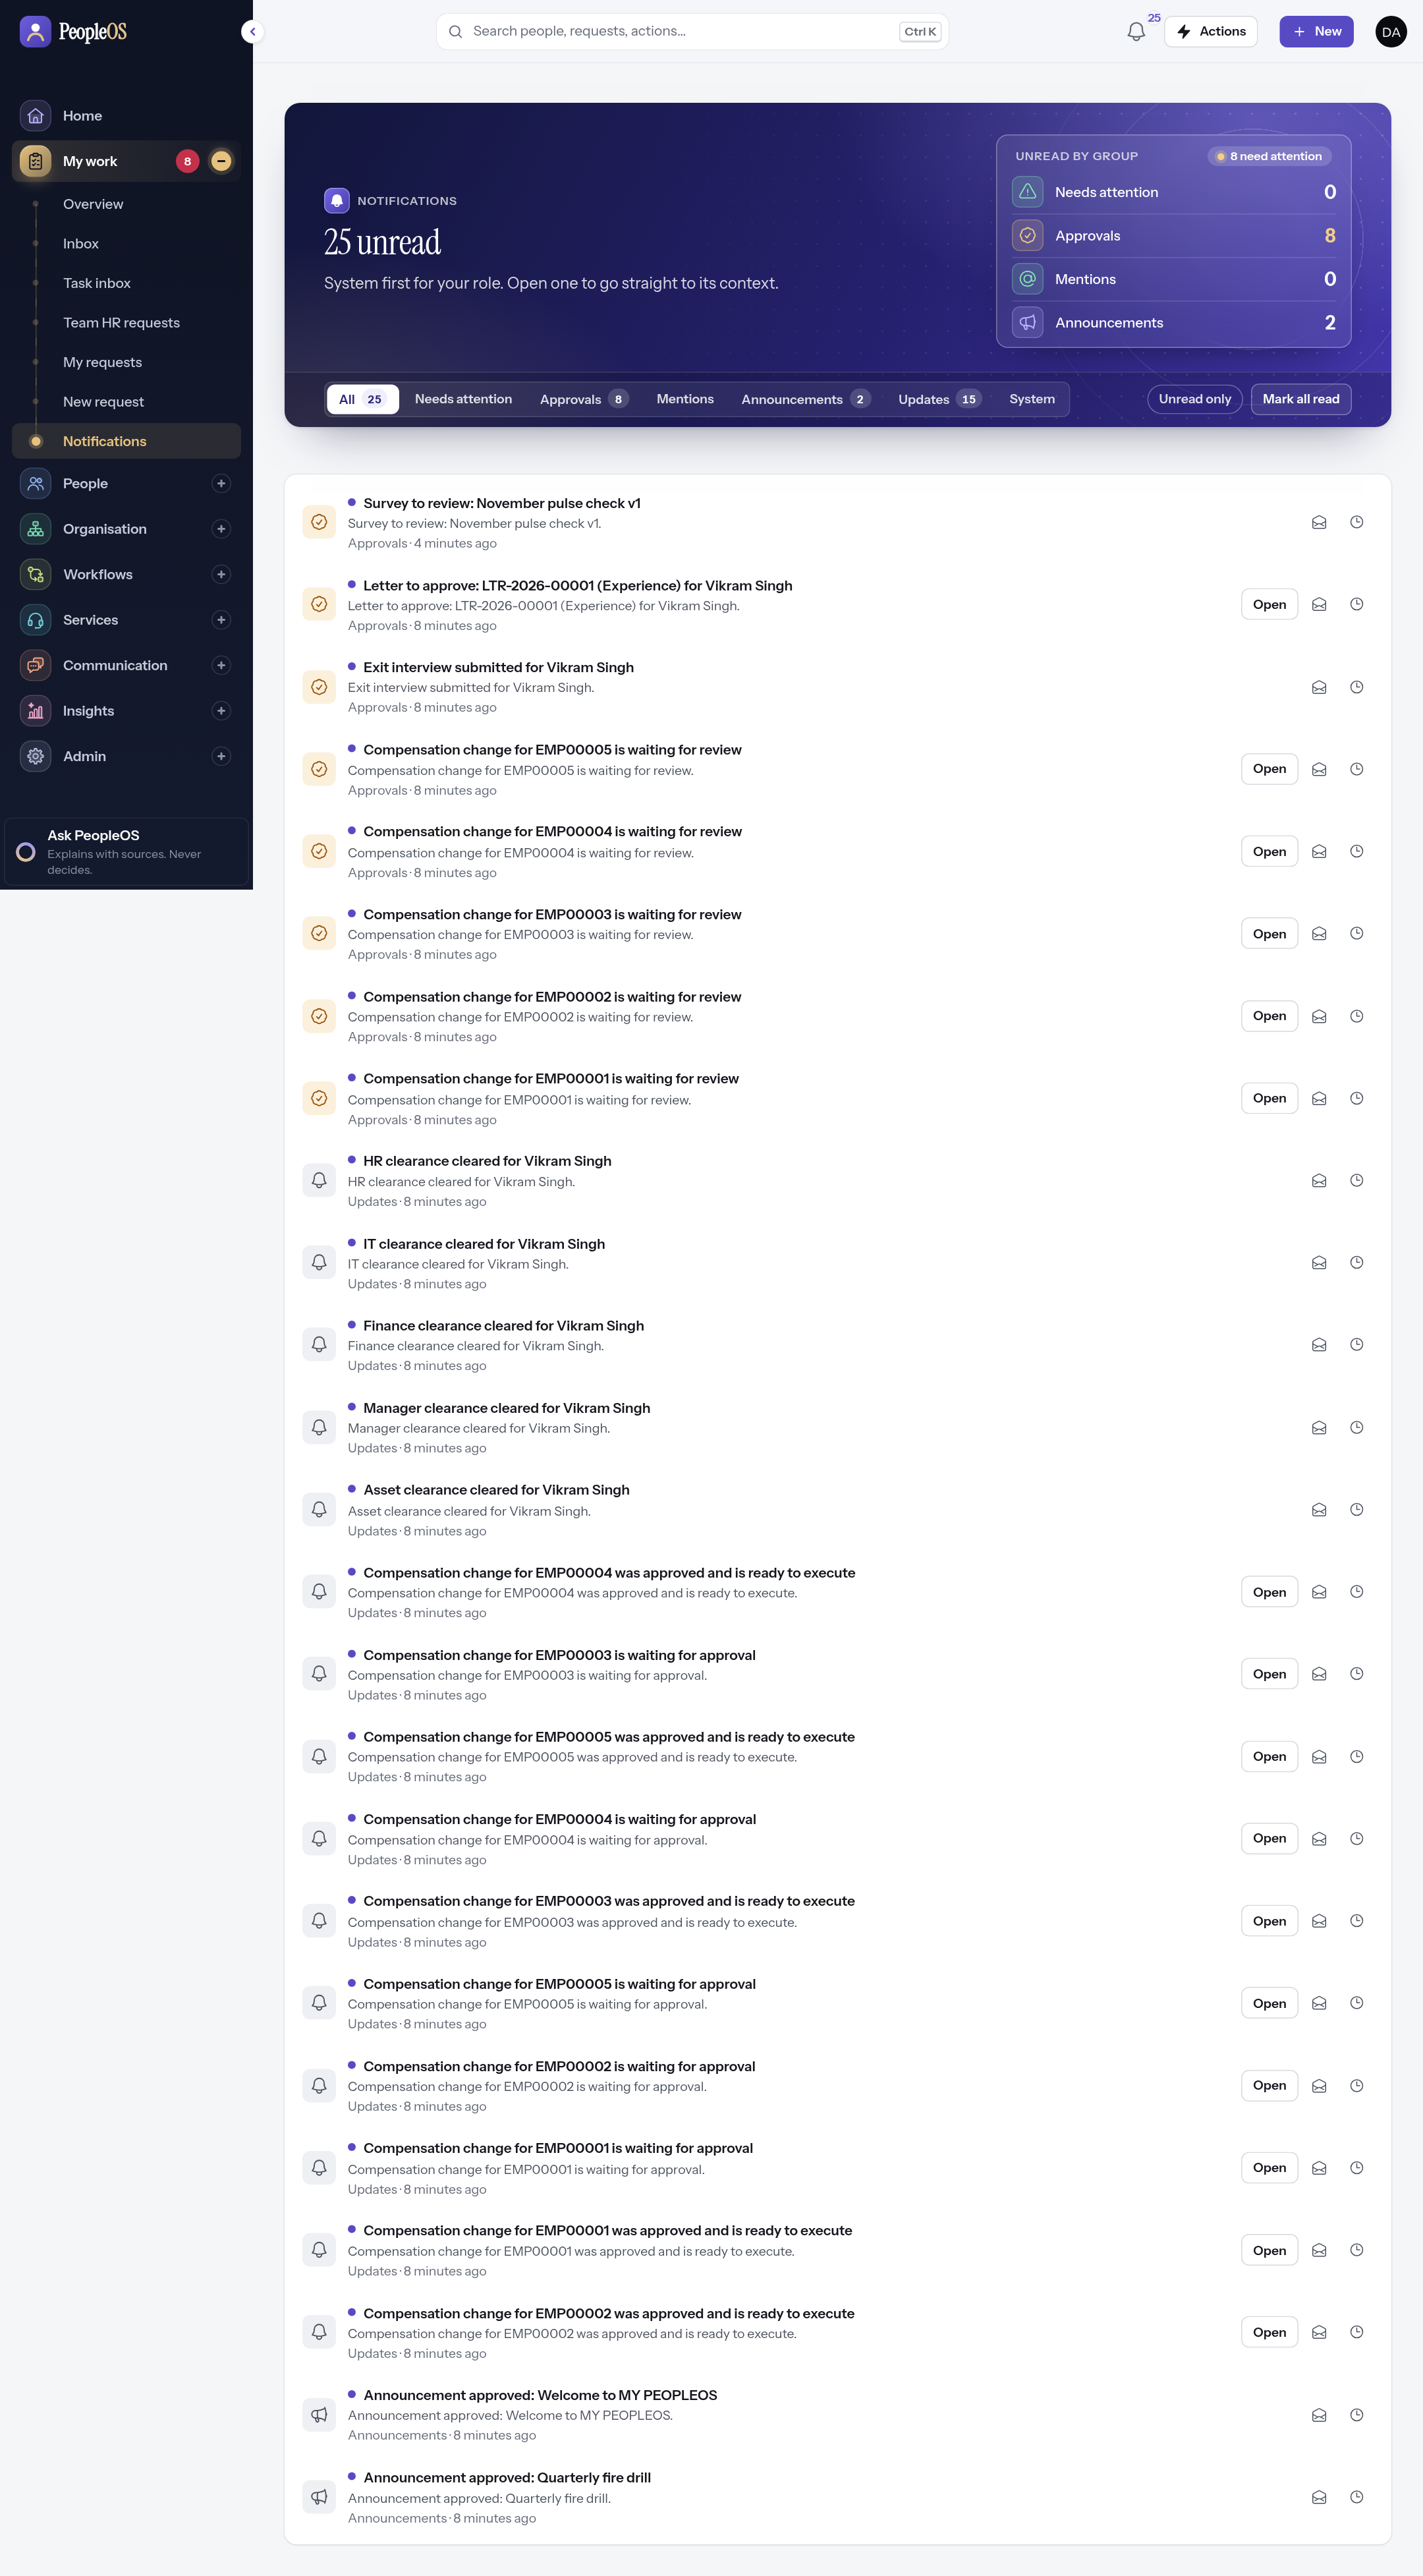 PeopleOS
Search people, requests, actions...
Ctrl K
25
Actions
New
DA
Home
My work
8
Overview
Inbox
Task inbox
Team HR requests
My requests
New request
Notifications
People
Organisation
Workflows
Services
Communication
Insights
Admin
Ask PeopleOS
Explains with sources. Never
decides.
NOTIFICATIONS
25 unread
System first for your role. Open one to go straight to its context.
UNREAD BY GROUP
8 need attention
Needs attention
0
Approvals
8
Mentions
0
Announcements
2
All 25
Needs attention
Approvals 8
Mentions
Announcements 2
Updates 15
System
Unread only
Mark all read
Survey to review: November pulse check v1
Survey to review: November pulse check v1.
Approvals · 4 minutes ago
Letter to approve: LTR-2026-00001 (Experience) for Vikram Singh
Letter to approve: LTR-2026-00001 (Experience) for Vikram Singh.
Approvals · 8 minutes ago
Open
Exit interview submitted for Vikram Singh
Exit interview submitted for Vikram Singh.
Approvals · 8 minutes ago
Compensation change for EMP00005 is waiting for review
Compensation change for EMP00005 is waiting for review.
Approvals · 8 minutes ago
Open
Compensation change for EMP00004 is waiting for review
Compensation change for EMP00004 is waiting for review.
Approvals · 8 minutes ago
Open
Compensation change for EMP00003 is waiting for review
Compensation change for EMP00003 is waiting for review.
Approvals · 8 minutes ago
Open
Compensation change for EMP00002 is waiting for review
Compensation change for EMP00002 is waiting for review.
Approvals · 8 minutes ago
Open
Compensation change for EMP00001 is waiting for review
Compensation change for EMP00001 is waiting for review.
Approvals · 8 minutes ago
Open
HR clearance cleared for Vikram Singh
HR clearance cleared for Vikram Singh.
Updates · 8 minutes ago
IT clearance cleared for Vikram Singh
IT clearance cleared for Vikram Singh.
Updates · 8 minutes ago
Finance clearance cleared for Vikram Singh
Finance clearance cleared for Vikram Singh.
Updates · 8 minutes ago
Manager clearance cleared for Vikram Singh
Manager clearance cleared for Vikram Singh.
Updates · 8 minutes ago
Asset clearance cleared for Vikram Singh
Asset clearance cleared for Vikram Singh.
Updates · 8 minutes ago
Compensation change for EMP00004 was approved and is ready to execute
Compensation change for EMP00004 was approved and is ready to execute.
Updates · 8 minutes ago
Open
Compensation change for EMP00003 is waiting for approval
Compensation change for EMP00003 is waiting for approval.
Updates · 8 minutes ago
Open
Compensation change for EMP00005 was approved and is ready to execute
Compensation change for EMP00005 was approved and is ready to execute.
Updates · 8 minutes ago
Open
Compensation change for EMP00004 is waiting for approval
Compensation change for EMP00004 is waiting for approval.
Updates · 8 minutes ago
Open
Compensation change for EMP00003 was approved and is ready to execute
Compensation change for EMP00003 was approved and is ready to execute.
Updates · 8 minutes ago
Open
Compensation change for EMP00005 is waiting for approval
Compensation change for EMP00005 is waiting for approval.
Updates · 8 minutes ago
Open
Compensation change for EMP00002 is waiting for approval
Compensation change for EMP00002 is waiting for approval.
Updates · 8 minutes ago
Open
Compensation change for EMP00001 is waiting for approval
Compensation change for EMP00001 is waiting for approval.
Updates · 8 minutes ago
Open
Compensation change for EMP00001 was approved and is ready to execute
Compensation change for EMP00001 was approved and is ready to execute.
Updates · 8 minutes ago
Open
Compensation change for EMP00002 was approved and is ready to execute
Compensation change for EMP00002 was approved and is ready to execute.
Updates · 8 minutes ago
Open
Announcement approved: Welcome to MY PEOPLEOS
Announcement approved: Welcome to MY PEOPLEOS.
Announcements · 8 minutes ago
Announcement approved: Quarterly fire drill
Announcement approved: Quarterly fire drill.
Announcements · 8 minutes ago